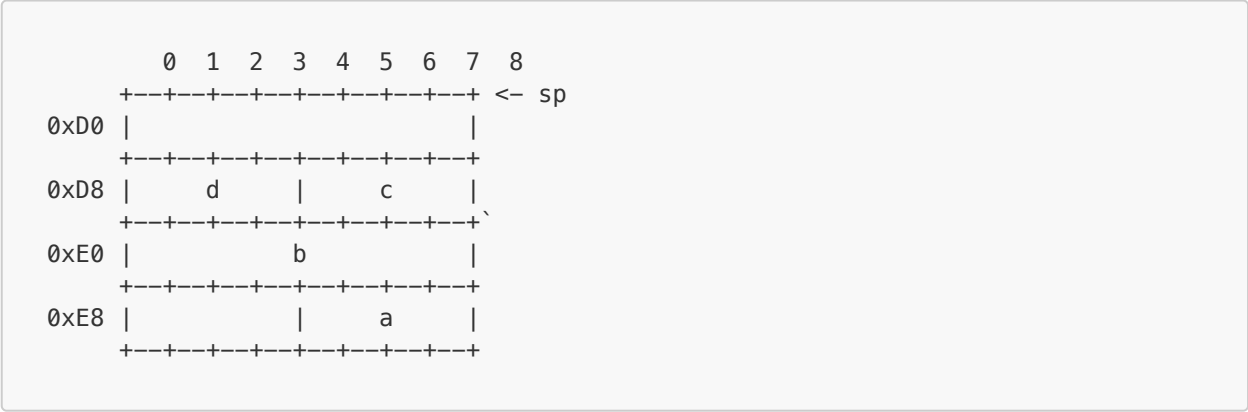 0 1 2 3 4 5 6 7 8
+--+--+--+--+--+--+--+--+ <- sp
0xD0 | |
+--+--+--+--+--+--+--+--+
0xD8 | d | c |
+--+--+--+--+--+--+--+--+`
0xE0 | b |
+--+--+--+--+--+--+--+--+
0xE8 | | a |
+--+--+--+--+--+--+--+--+